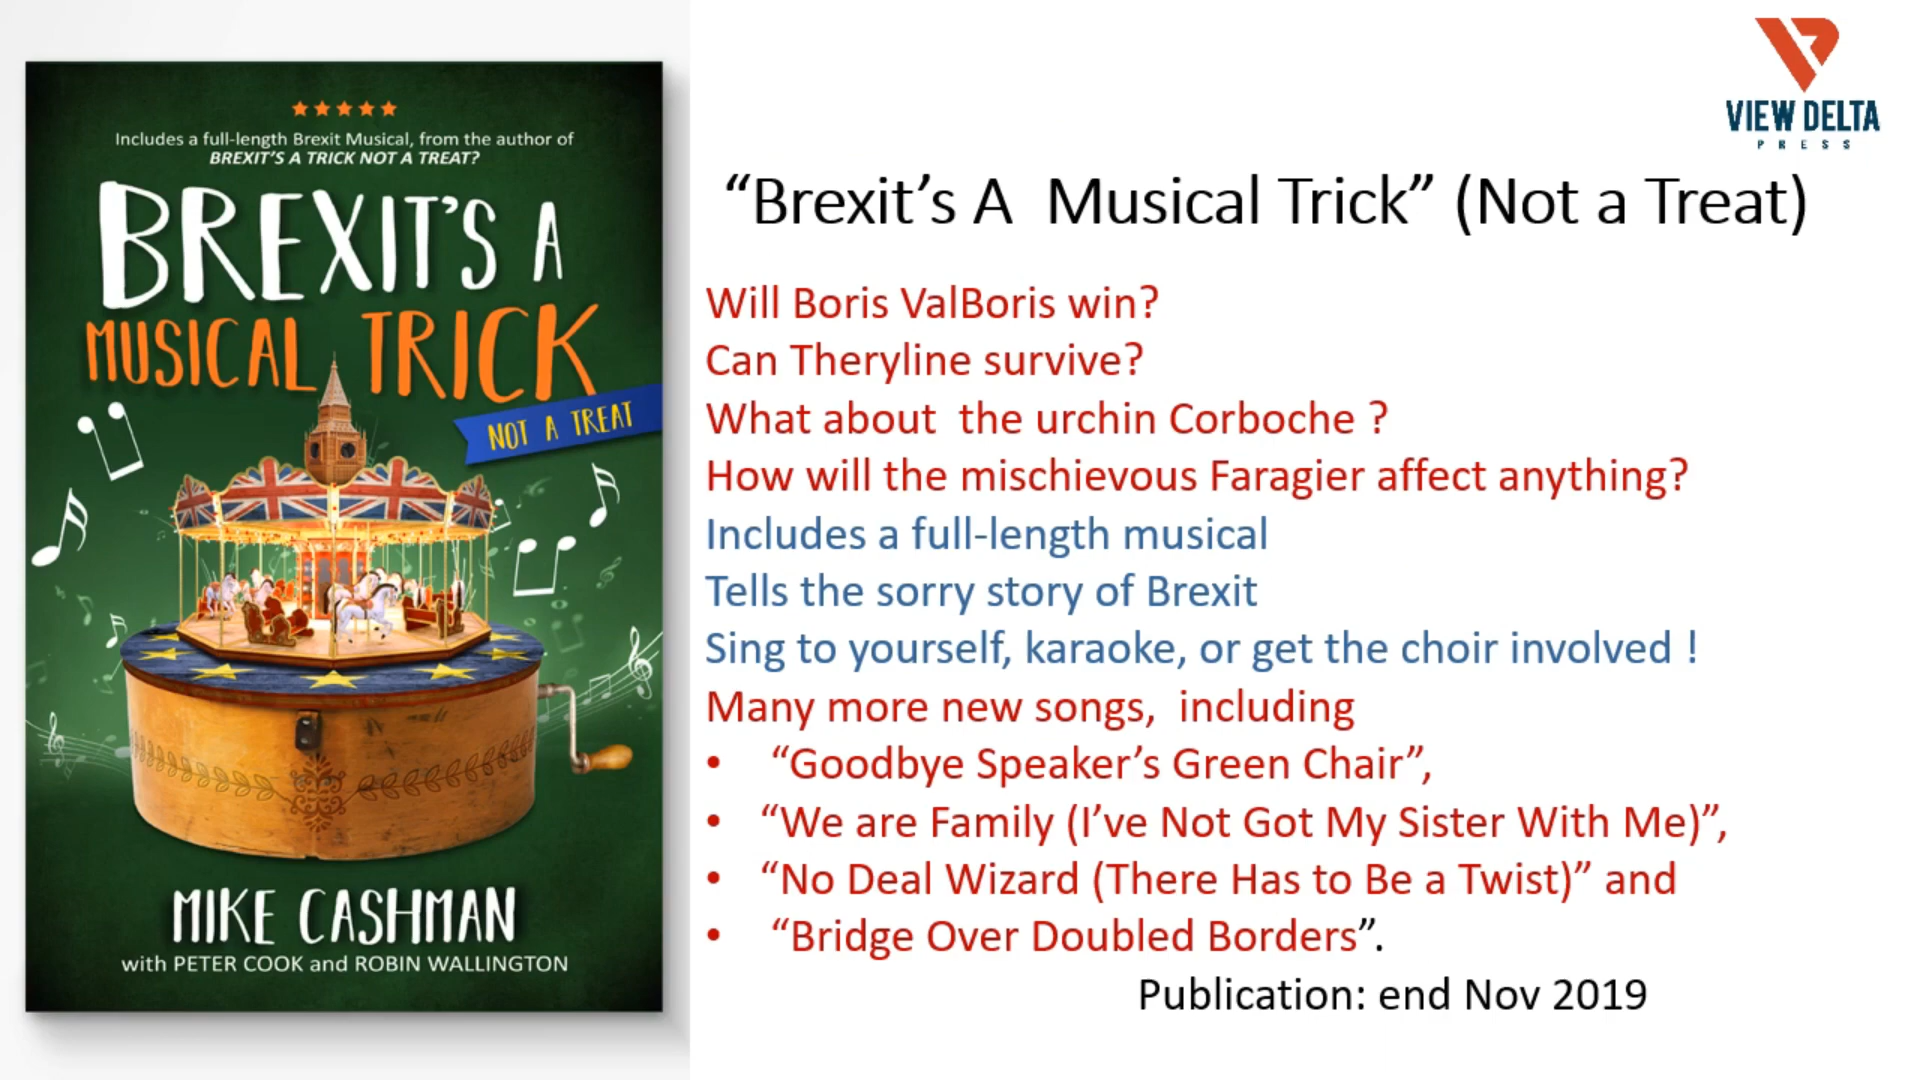 Includes a full-length Brexit Musical, from the author of
BREXIT'S A TRICK NOT A TREAT?
BREXIT'S A
MUSICAL TRICK
NOT A TREAT
MIKE CASHMAN
with PETER COOK and ROBIN WALLINGTON
VIEW DELTA
PRESS
“Brexit’s A Musical Trick” (Not a Treat)
Will Boris ValBoris win?
Can Theryline survive?
What about the urchin Corboche ?
How will the mischievous Faragier affect anything?
Includes a full-length musical
Tells the sorry story of Brexit
Sing to yourself, karaoke, or get the choir involved !
Many more new songs, including
• “Goodbye Speaker’s Green Chair”,
• “We are Family (I’ve Not Got My Sister With Me)”,
• “No Deal Wizard (There Has to Be a Twist)” and
• “Bridge Over Doubled Borders”.
Publication: end Nov 2019